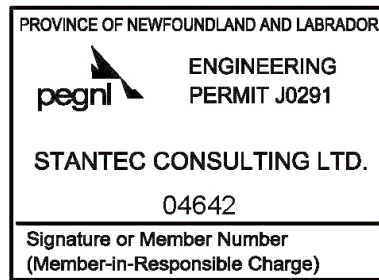 PROVINCE OF NEWFOUNDLAND AND LABRADOR
pegnl
ENGINEERING
PERMIT J0291
STANTEC CONSULTING LTD.
04642
Signature or Member Number
(Member-in-Responsible Charge)